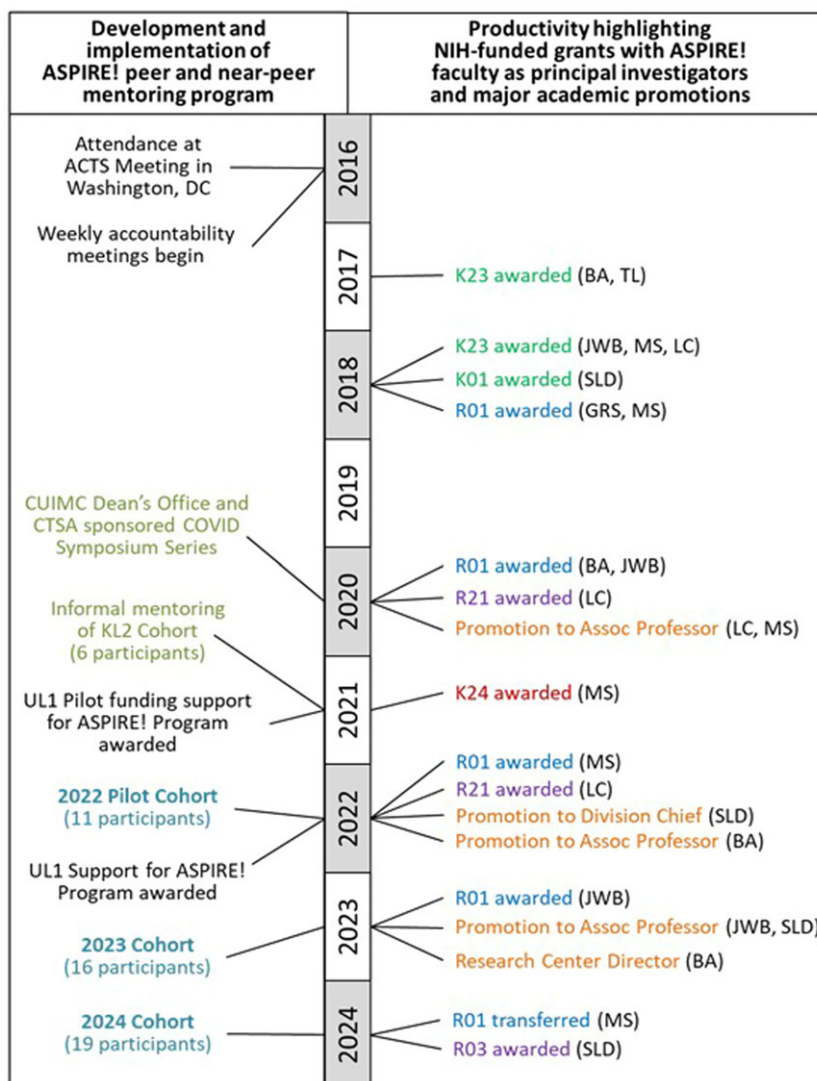 Development and
implementation of
ASPIRE! peer and near-peer
mentoring program
Productivity highlighting
NIH-funded grants with ASPIRE!
faculty as principal investigators
and major academic promotions
Attendance at
ACTS Meeting in
Washington, DC
Weekly accountability
meetings begin
2016
2017
K23 awarded (BA, TL)
2018
K23 awarded (JWB, MS, LC)
K01 awarded (SLD)
R01 awarded (GRS, MS)
2019
CUIMC Dean's Office and
CTSA sponsored COVID
Symposium Series
2020
R01 awarded (BA, JWB)
R21 awarded (LC)
Promotion to Assoc Professor (LC, MS)
Informal mentoring
of KL2 Cohort
(6 participants)
UL1 Pilot funding support
for ASPIRE! Program
awarded
2021
K24 awarded (MS)
2022 Pilot Cohort
(11 participants)
UL1 Support for ASPIRE!
Program awarded
2022
R01 awarded (MS)
R21 awarded (LC)
Promotion to Division Chief (SLD)
Promotion to Assoc Professor (BA)
2023 Cohort
(16 participants)
2023
R01 awarded (JWB)
Promotion to Assoc Professor (JWB, SLD)
Research Center Director (BA)
2024 Cohort
(19 participants)
2024
R01 transferred (MS)
R03 awarded (SLD)